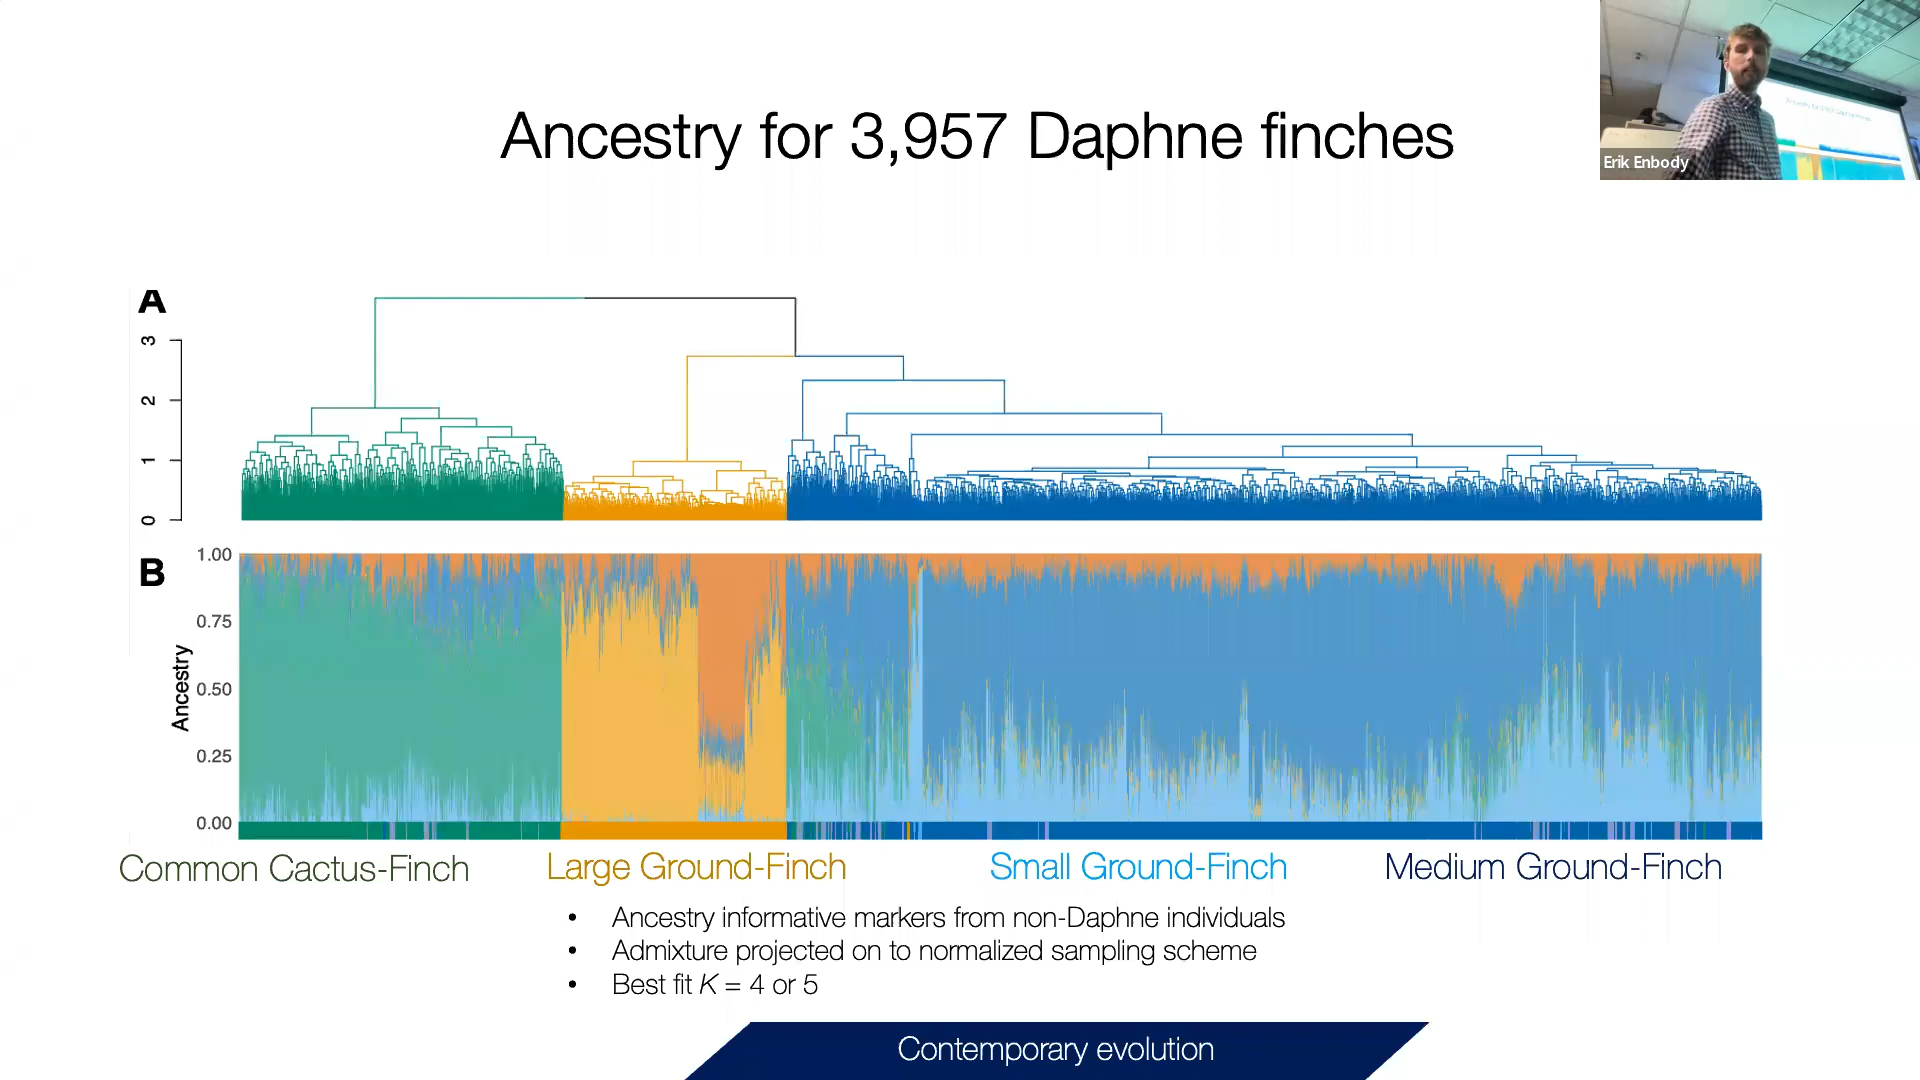 Ancestry for 3,957 Daphne finches
Erik Enbody
A
3
2
1
0
B
1.00
0.75
0.50
0.25
0.00
Ancestry
Common Cactus-Finch
Large Ground-Finch
Small Ground-Finch
Medium Ground-Finch
• Ancestry informative markers from non-Daphne individuals
• Admixture projected on to normalized sampling scheme
• Best fit K = 4 or 5
Contemporary evolution